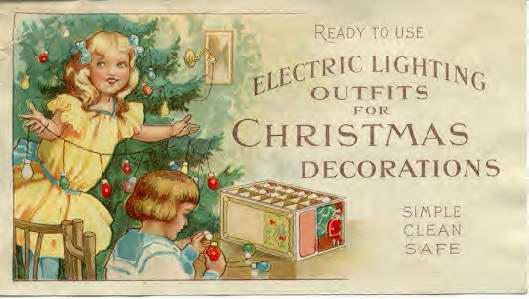 READY TO USE
ELECTRIC LIGHTING
OUTFITS
FOR
CHRISTMAS
DECORATIONS
SIMPLE
CLEAN
SAFE